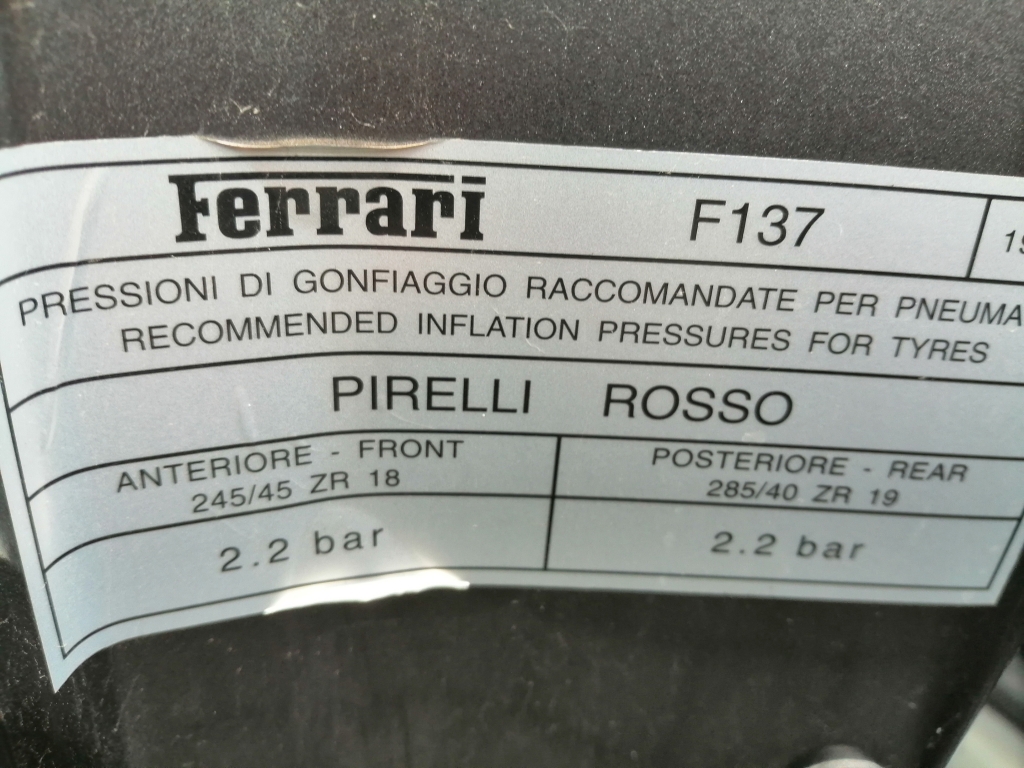 Ferrari F137
PRESSIONI DI GONFIAGGIO RACCOMANDATE PER PNEUMA
RECOMMENDED INFLATION PRESSURES FOR TYRES
PIRELLI ROSSO
ANTERIORE - FRONT POSTERIORE - REAR
245/45 ZR 18 285/40 ZR 19
2.2 bar 2.2 bar